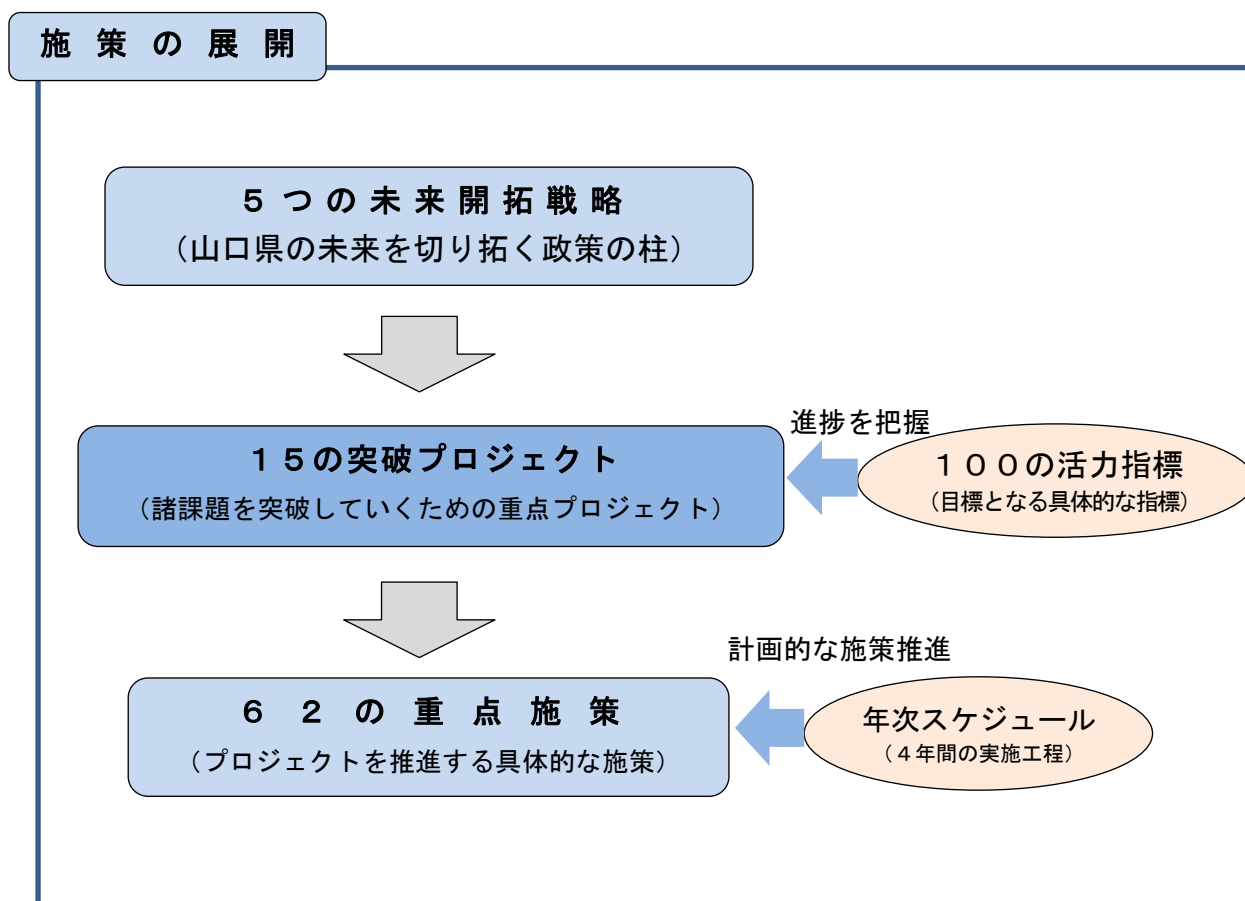 施策の展開
５つの未来開拓戦略
（山口県の未来を切り拓く政策の柱）
１５の突破プロジェクト
（諸課題を突破していくための重点プロジェクト）
進捗を把握
１００の活力指標
（目標となる具体的な指標）
６２の重点施策
（プロジェクトを推進する具体的な施策）
計画的な施策推進
年次スケジュール
（４年間の実施工程）